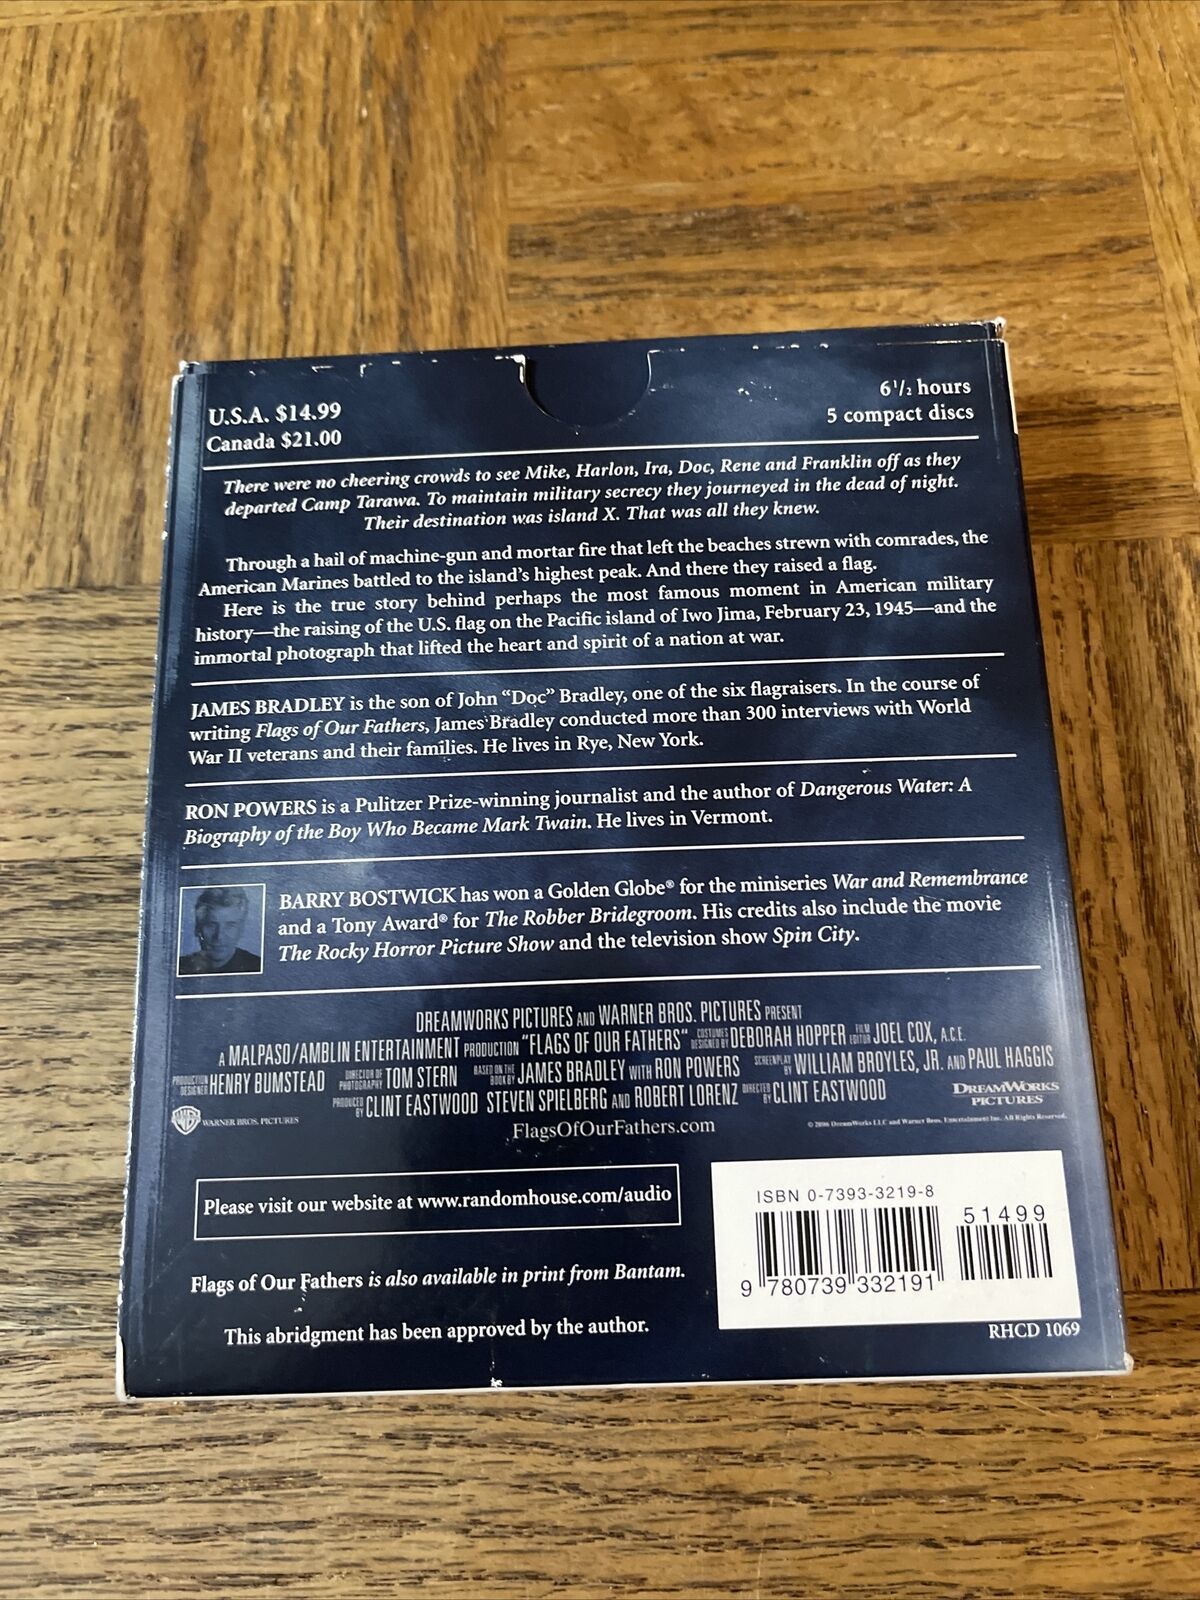 U.S.A. $14.99
Canada $21.00
6 1/2 hours
5 compact discs
There were no cheering crowds to see Mike, Harlon, Ira, Doc, Rene and Franklin off as they
departed Camp Tarawa. To maintain military secrecy they journeyed in the dead of night.
Their destination was island X. That was all they knew.
Through a hail of machine-gun and mortar fire that left the beaches strewn with comrades, the
American Marines battled to the island's highest peak. And there they raised a flag.
Here is the true story behind perhaps the most famous moment in American military
history—the raising of the U.S. flag on the Pacific island of Iwo Jima, February 23, 1945—and the
immortal photograph that lifted the heart and spirit of a nation at war.
JAMES BRADLEY is the son of John "Doc" Bradley, one of the six flagraisers. In the course of
writing Flags of Our Fathers, James Bradley conducted more than 300 interviews with World
War II veterans and their families. He lives in Rye, New York.
RON POWERS is a Pulitzer Prize-winning journalist and the author of Dangerous Water: A
Biography of the Boy Who Became Mark Twain. He lives in Vermont.
BARRY BOSTWICK has won a Golden Globe® for the miniseries War and Remembrance
and a Tony Award® for The Robber Bridegroom. His credits also include the movie
The Rocky Horror Picture Show and the television show Spin City.
DREAMWORKS PICTURES AND WARNER BROS. PICTURES PRESENT
A MALPASO/AMBLIN ENTERTAINMENT PRODUCTION "FLAGS OF OUR FATHERS" COSTUMES DESIGNED BY DEBORAH HOPPER FILM EDITOR JOEL COX, A.C.E.
PRODUCTION DESIGNER HENRY BUMSTEAD DIRECTOR OF PHOTOGRAPHY TOM STERN BASED ON THE BOOK BY JAMES BRADLEY WITH RON POWERS SCREENPLAY BY WILLIAM BROYLES, JR. AND PAUL HAGGIS
PRODUCED BY CLINT EASTWOOD STEVEN SPIELBERG AND ROBERT LORENZ DIRECTED BY CLINT EASTWOOD
DREAMWORKS
PICTURES
WB WARNER BROS. PICTURES
FlagsOfOurFathers.com
© 2006 DreamWorks LLC and Warner Bros. Entertainment Inc. All Rights Reserved.
Please visit our website at www.randomhouse.com/audio
Flags of Our Fathers is also available in print from Bantam.
This abridgment has been approved by the author.
ISBN 0-7393-3219-8
51499
9 780739 332191
RHCD 1069